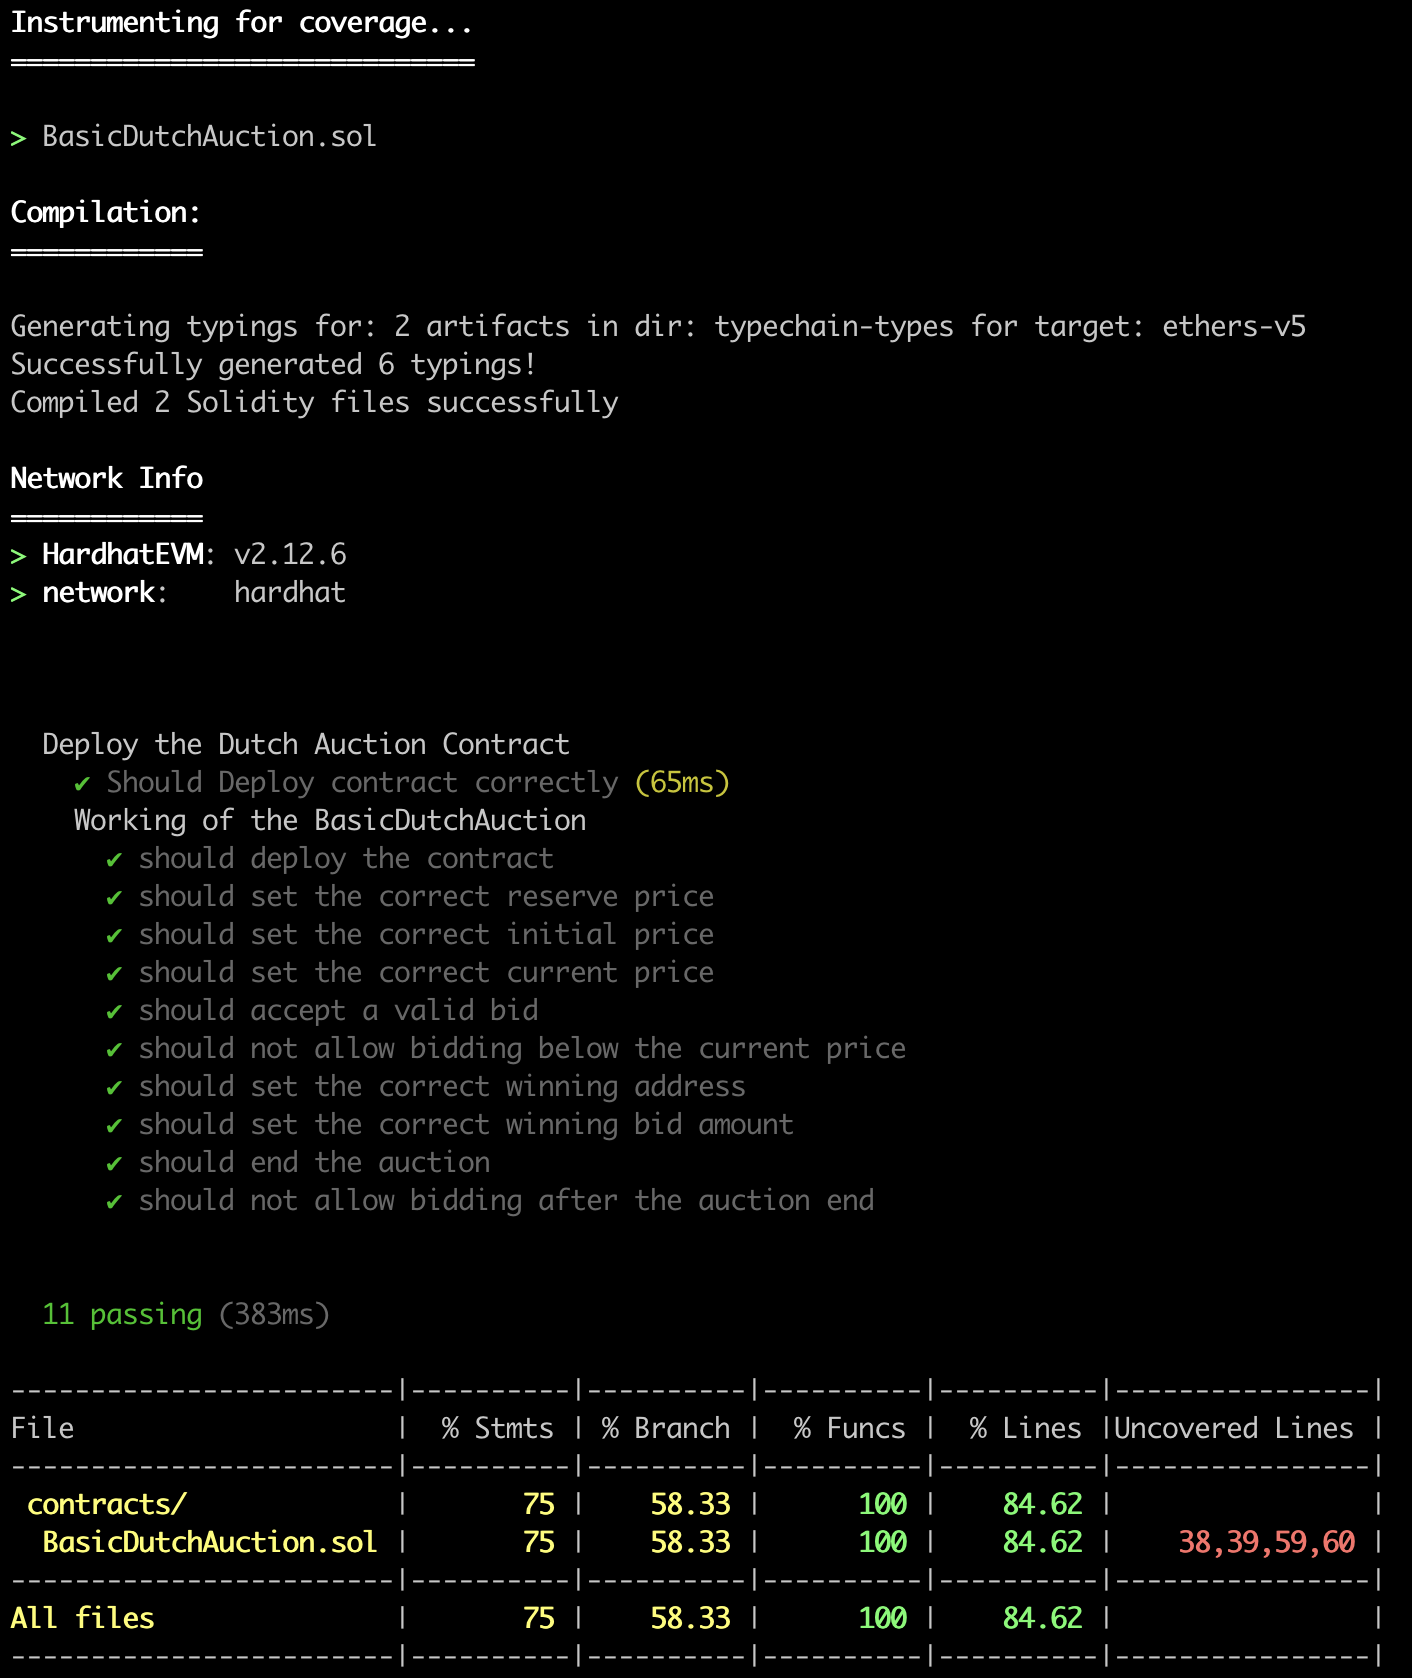 Instrumenting for coverage...
=============================
> BasicDutchAuction.sol
Compilation:
============
Generating typings for: 2 artifacts in dir: typechain-types for target: ethers-v5
Successfully generated 6 typings!
Compiled 2 Solidity files successfully
Network Info
============
> HardhatEVM: v2.12.6
> network:    hardhat
  Deploy the Dutch Auction Contract
    ✔ Should Deploy contract correctly (65ms)
    Working of the BasicDutchAuction
      ✔ should deploy the contract
      ✔ should set the correct reserve price
      ✔ should set the correct initial price
      ✔ should set the correct current price
      ✔ should accept a valid bid
      ✔ should not allow bidding below the current price
      ✔ should set the correct winning address
      ✔ should set the correct winning bid amount
      ✔ should end the auction
      ✔ should not allow bidding after the auction end
  11 passing (383ms)
------------------------|----------|----------|----------|----------|----------------|
File                    |  % Stmts | % Branch |  % Funcs |  % Lines |Uncovered Lines |
------------------------|----------|----------|----------|----------|----------------|
 contracts/             |       75 |    58.33 |      100 |    84.62 |                |
  BasicDutchAuction.sol |       75 |    58.33 |      100 |    84.62 |    38,39,59,60 |
------------------------|----------|----------|----------|----------|----------------|
All files               |       75 |    58.33 |      100 |    84.62 |                |
------------------------|----------|----------|----------|----------|----------------|